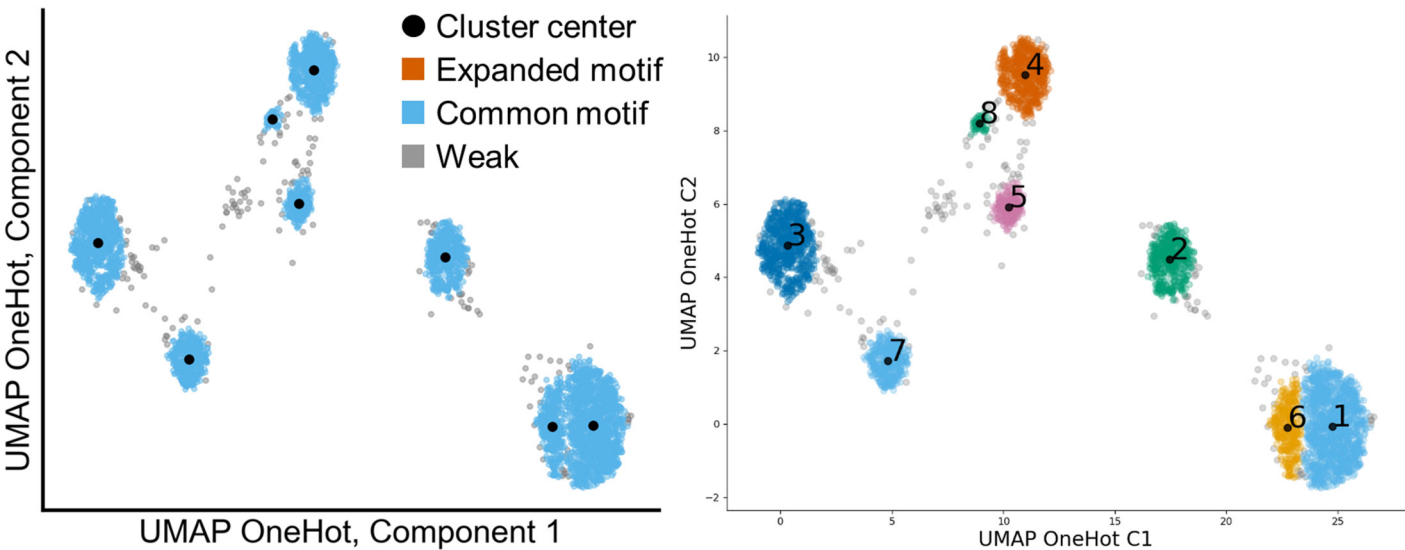 UMAP OneHot, Component 2
Cluster center
Expanded motif
Common motif
Weak
UMAP OneHot, Component 1
UMAP OneHot C2
10
8
6
4
2
0
−2
4
8
5
3
2
7
6
1
0
5
10
15
20
25
UMAP OneHot C1